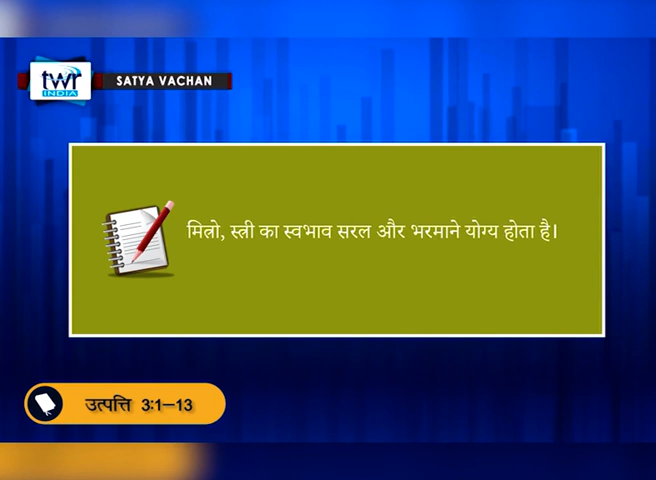 twr
INDIA
SATYA VACHAN
मित्रो, स्त्री का स्वभाव सरल और भरमाने योग्य होता है।
उत्पत्ति 3:1–13